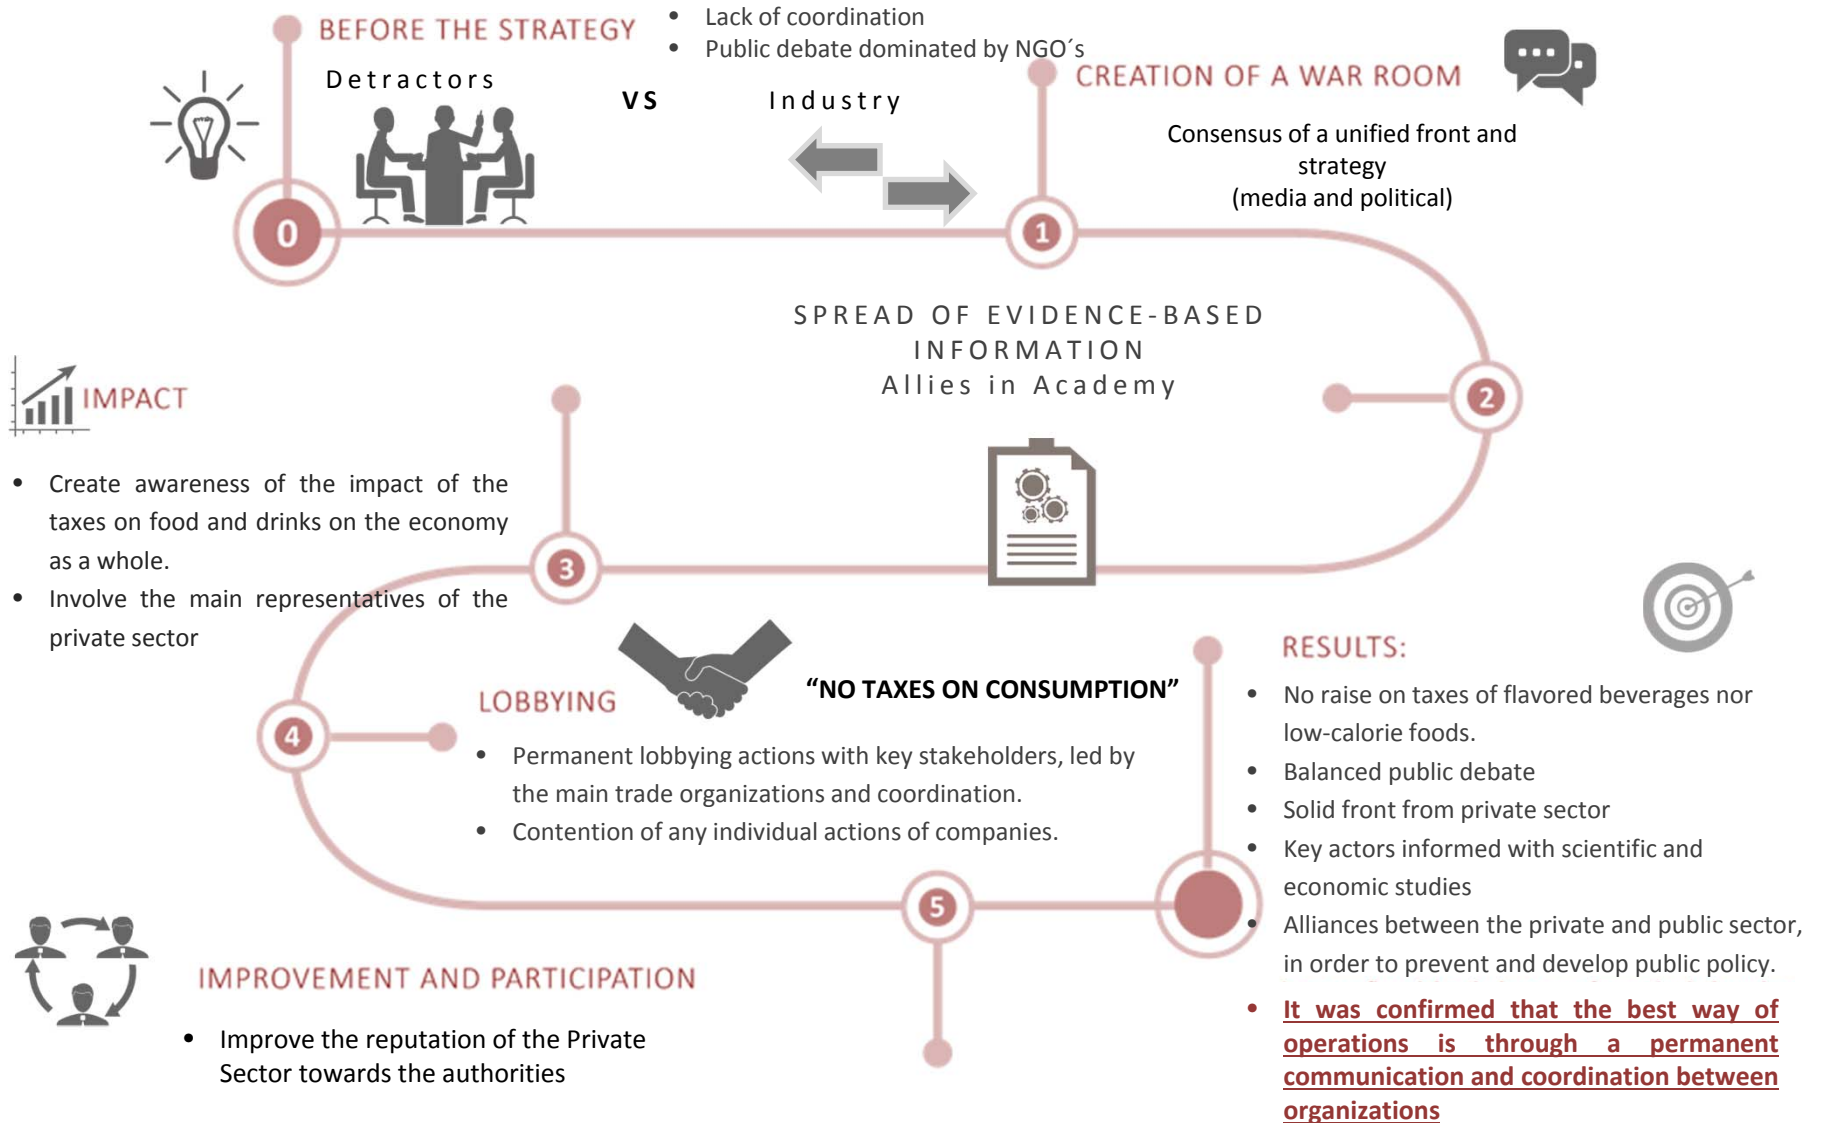 BEFORE THE STRATEGY
• Lack of coordination
• Public debate dominated by NGO´s
Detractors
VS
Industry
0
CREATION OF A WAR ROOM
Consensus of a unified front and
strategy
(media and political)
1
SPREAD OF EVIDENCE-BASED
INFORMATION
Allies in Academy
2
IMPACT
• Create awareness of the impact of the
taxes on food and drinks on the economy
as a whole.
• Involve the main representatives of the
private sector
3
LOBBYING
“NO TAXES ON CONSUMPTION”
• Permanent lobbying actions with key stakeholders, led by
the main trade organizations and coordination.
• Contention of any individual actions of companies.
4
IMPROVEMENT AND PARTICIPATION
• Improve the reputation of the Private
Sector towards the authorities
5
RESULTS:
• No raise on taxes of flavored beverages nor
low-calorie foods.
• Balanced public debate
• Solid front from private sector
• Key actors informed with scientific and
economic studies
• Alliances between the private and public sector,
in order to prevent and develop public policy.
• It was confirmed that the best way of
operations is through a permanent
communication and coordination between
organizations